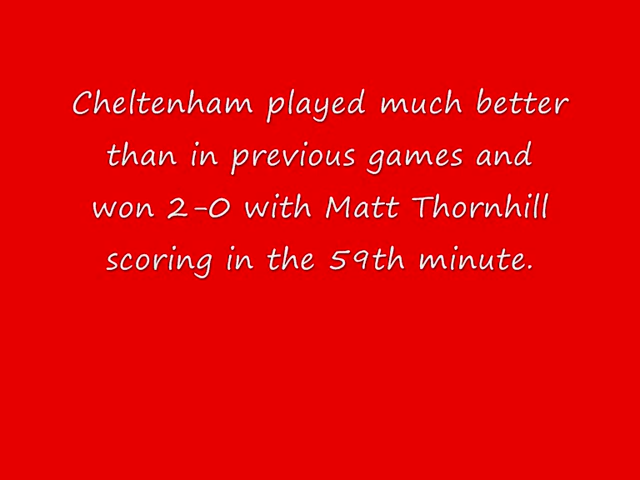 Cheltenham played much better
than in previous games and
won 2-0 with Matt Thornhill
scoring in the 59th minute.